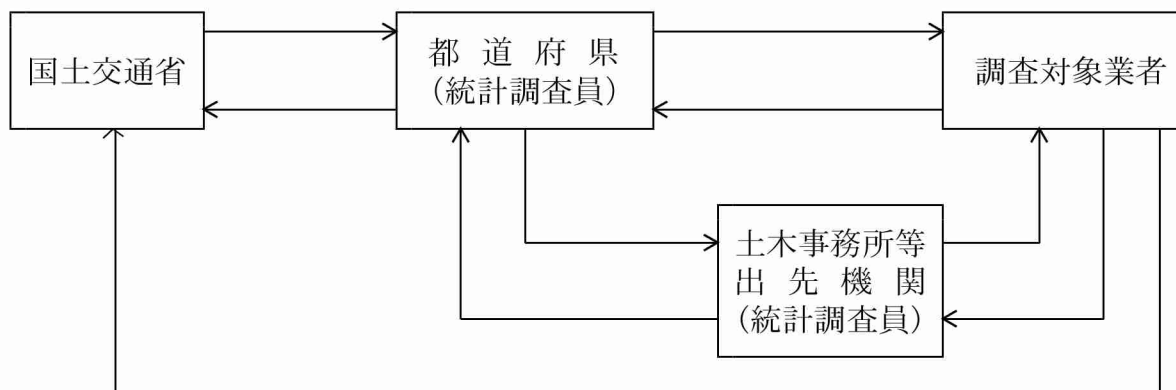 国土交通省
都道府県
（統計調査員）
調査対象業者
土木事務所等
出先機関
（統計調査員）